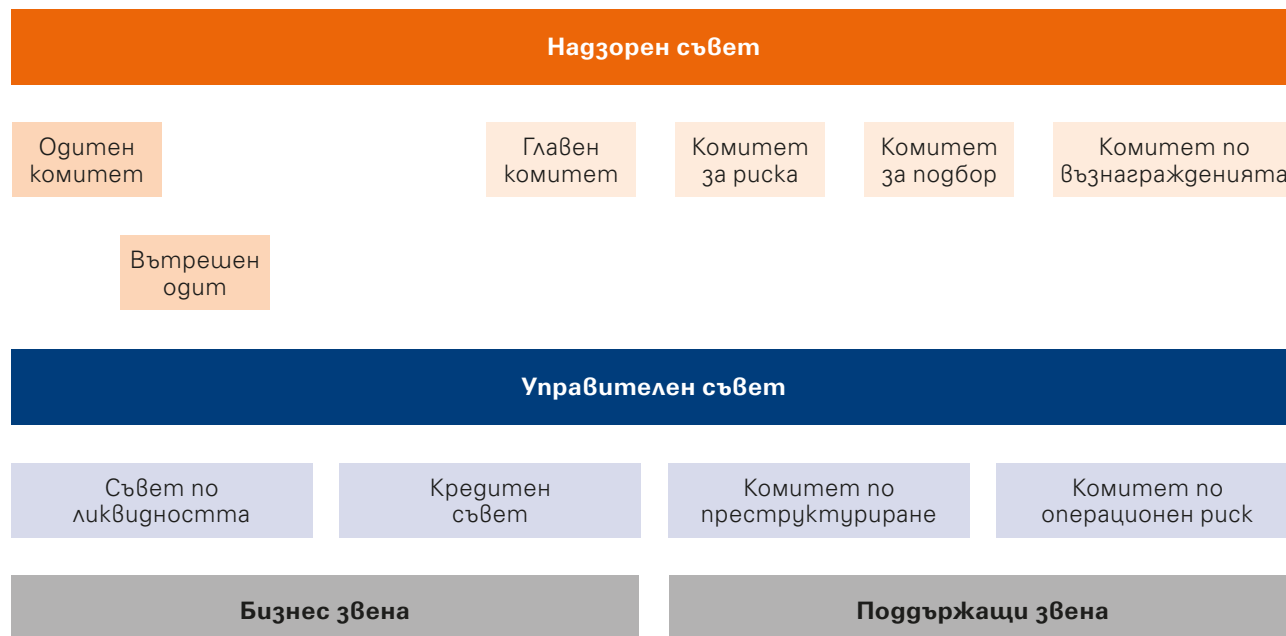 Надзорен съвет
Одитен
комитет
Главен
комитет
Комитет
за риска
Комитет
за подбор
Комитет по
възнагражденията
Вътрешен
одит
Управителен съвет
Съвет по
ликвидността
Кредитен
съвет
Комитет по
преструктуриране
Комитет по
операционен риск
Бизнес звена
Поддържащи звена